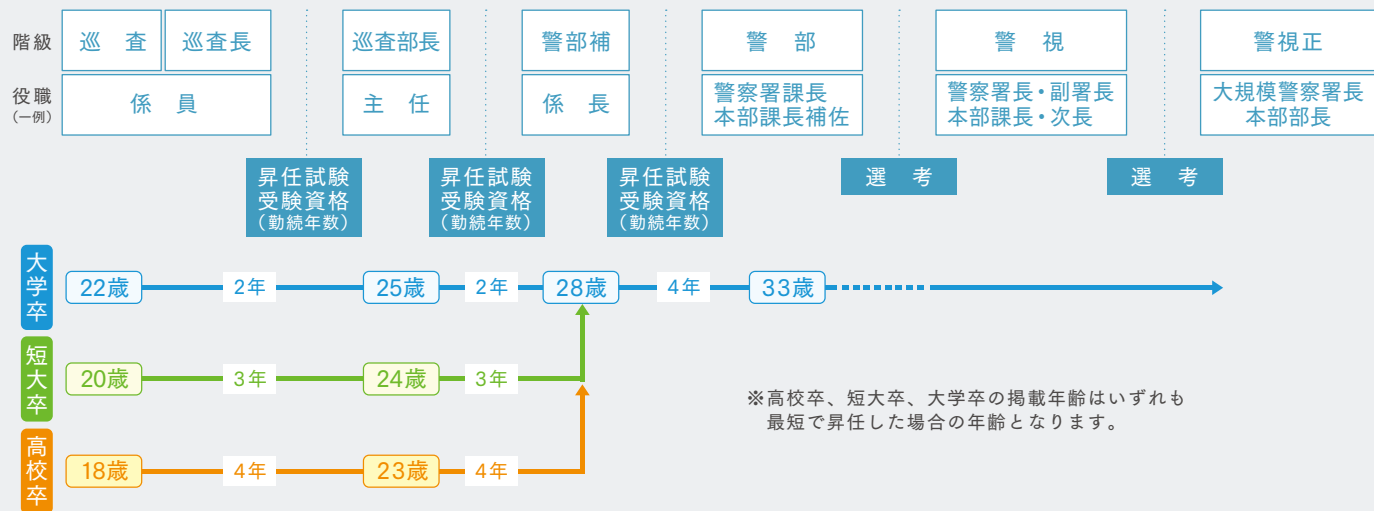 階級
巡 査
巡査長
巡査部長
警部補
警 部
警 視
警視正
役職
(一例)
係 員
主 任
係 長
警察署課長
本部課長補佐
警察署長・副署長
本部課長・次長
大規模警察署長
本部部長
昇任試験
受験資格
(勤続年数)
昇任試験
受験資格
(勤続年数)
昇任試験
受験資格
(勤続年数)
選 考
選 考
大学卒
22歳
2年
25歳
2年
28歳
4年
33歳
短大卒
20歳
3年
24歳
3年
高校卒
18歳
4年
23歳
4年
※高校卒、短大卒、大学卒の掲載年齢はいずれも
最短で昇任した場合の年齢となります。